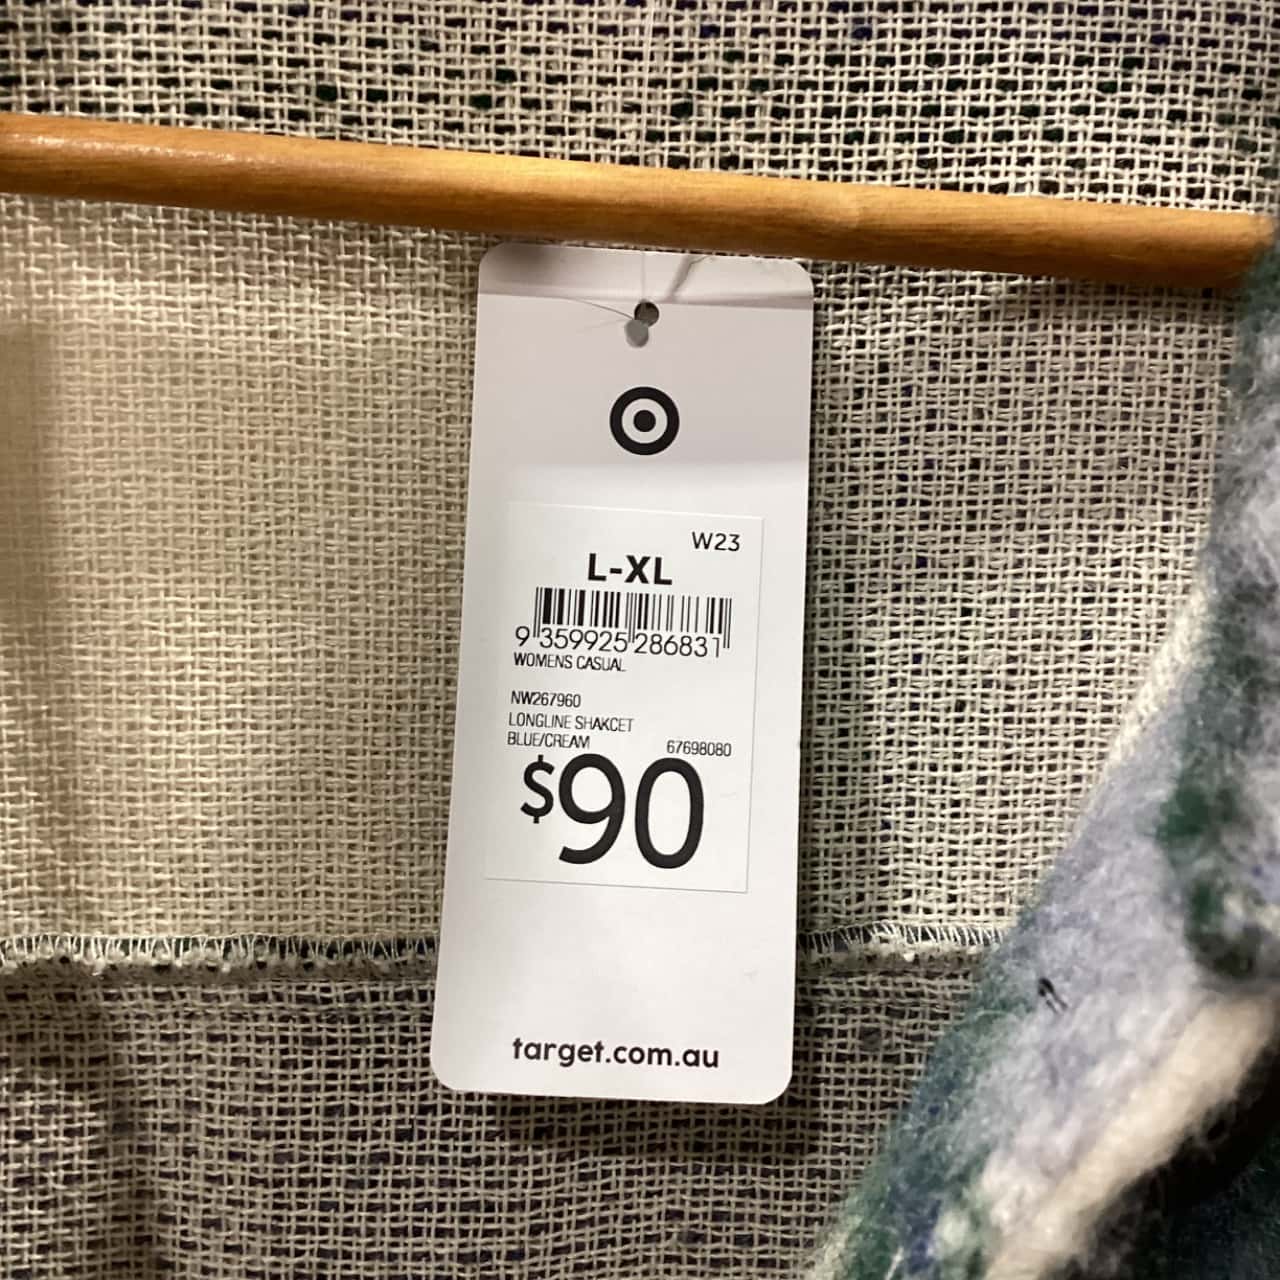 W23
L-XL
9 359925 286831
WOMENS CASUAL
NW267960
LONGLINE SHAKCET
BLUE/CREAM 67698080
$90
target.com.au